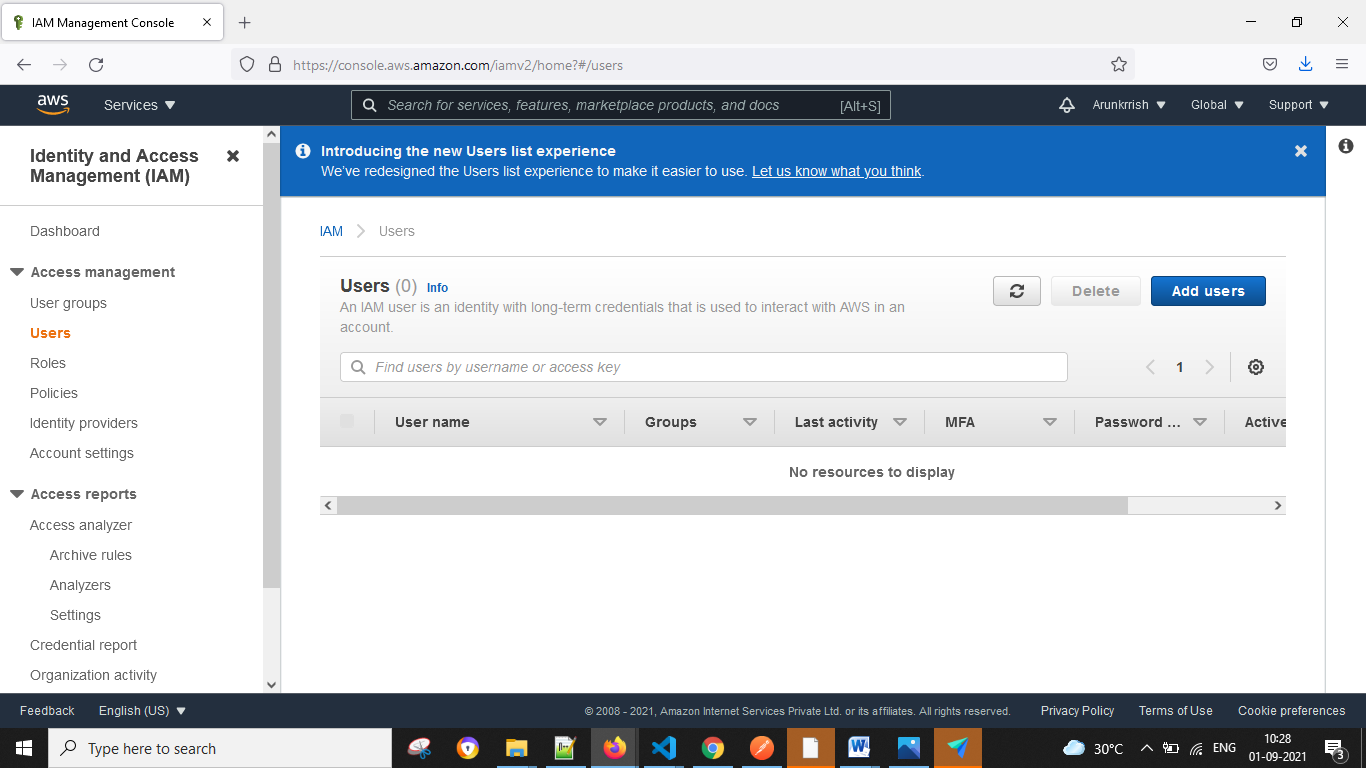 IAM Management Console
https://console.aws.amazon.com/iamv2/home?#/users
aws
Services
Search for services, features, marketplace products, and docs
[Alt+S]
Arunkrrish
Global
Support
Identity and Access
Management (IAM)
Dashboard
Access management
User groups
Users
Roles
Policies
Identity providers
Account settings
Access reports
Access analyzer
Archive rules
Analyzers
Settings
Credential report
Organization activity
Introducing the new Users list experience
We've redesigned the Users list experience to make it easier to use. Let us know what you think.
IAM Users
Users (0) Info
An IAM user is an identity with long-term credentials that is used to interact with AWS in an
account.
Delete
Add users
Find users by username or access key
1
User name Groups Last activity MFA Password ... Active
No resources to display
Feedback English (US) © 2008 - 2021, Amazon Internet Services Private Ltd. or its affiliates. All rights reserved. Privacy Policy Terms of Use Cookie preferences
Type here to search
30°C
ENG
10:28
01-09-2021
3